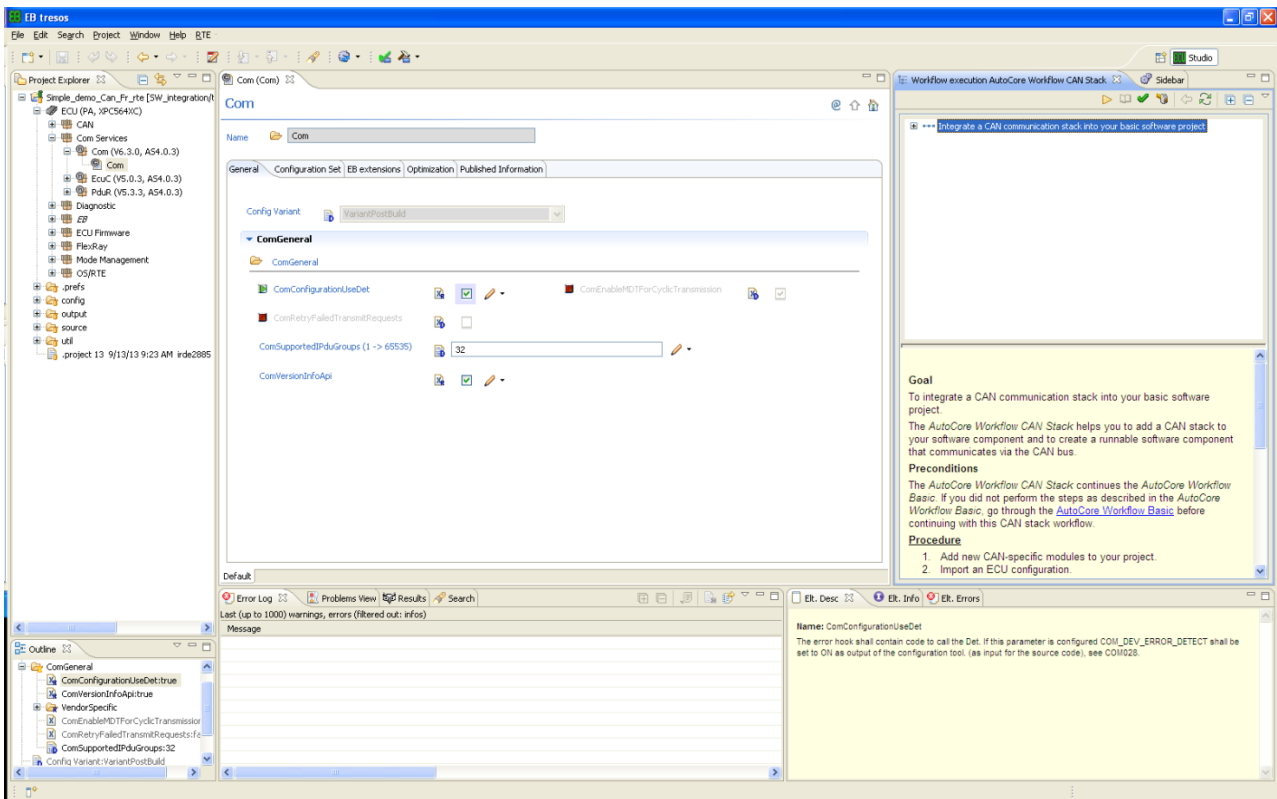 EB tresos
File Edit Search Project Window Help RTE
Studio
Project Explorer
Simple_demo_Can_Fr_rte [SW_integration/t
ECU (PA, XPC564XC)
CAN
Com Services
Com (V6.3.0, AS4.0.3)
Com
EcuC (V5.0.3, AS4.0.3)
PduR (V5.3.3, AS4.0.3)
Diagnostic
EB
ECU Firmware
FlexRay
Mode Management
OS/RTE
.prefs
config
output
source
util
.project 13 9/13/13 9:23 AM irde2885
Com (Com)
Com
Name
Com
General Configuration Set EB extensions Optimization Published Information
Config Variant
VariantPostBuild
ComGeneral
ComGeneral
ComConfigurationUseDet
ComEnableMDTForCyclicTransmission
ComRetryFailedTransmitRequests
ComSupportedIPduGroups (1 -> 65535)
32
ComVersionInfoApi
Default
Workflow execution AutoCore Workflow CAN Stack
Sidebar
Integrate a CAN communication stack into your basic software project
Goal
To integrate a CAN communication stack into your basic software
project.
The AutoCore Workflow CAN Stack helps you to add a CAN stack to
your software component and to create a runnable software component
that communicates via the CAN bus.
Preconditions
The AutoCore Workflow CAN Stack continues the AutoCore Workflow
Basic. If you did not perform the steps as described in the AutoCore
Workflow Basic, go through the AutoCore Workflow Basic before
continuing with this CAN stack workflow.
Procedure
1. Add new CAN-specific modules to your project.
2. Import an ECU configuration.
Outline
ComGeneral
ComConfigurationUseDet:true
ComVersionInfoApi:true
VendorSpecific
ComEnableMDTForCyclicTransmission
ComRetryFailedTransmitRequests:fa
ComSupportedIPduGroups:32
Config Variant:VariantPostBuild
Error Log Problems View Results Search
Last (up to 1000) warnings, errors (filtered out: infos)
Message
Elt. Desc Elt. Info Elt. Errors
Name: ComConfigurationUseDet
The error hook shall contain code to call the Det. If this parameter is configured COM_DEV_ERROR_DETECT shall be
set to ON as output of the configuration tool. (as input for the source code), see COM028.